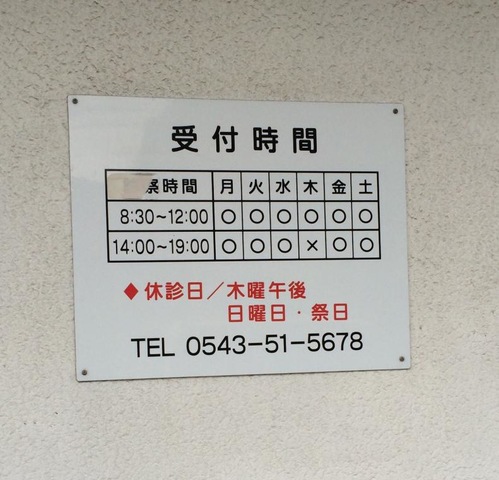 受付時間
察時間 月 火 水 木 金 土
8:30~12:00 ○ ○ ○ ○ ○ ○
14:00~19:00 ○ ○ ○ × ○ ○
◆休診日/木曜午後
日曜日・祭日
TEL 0543-51-5678